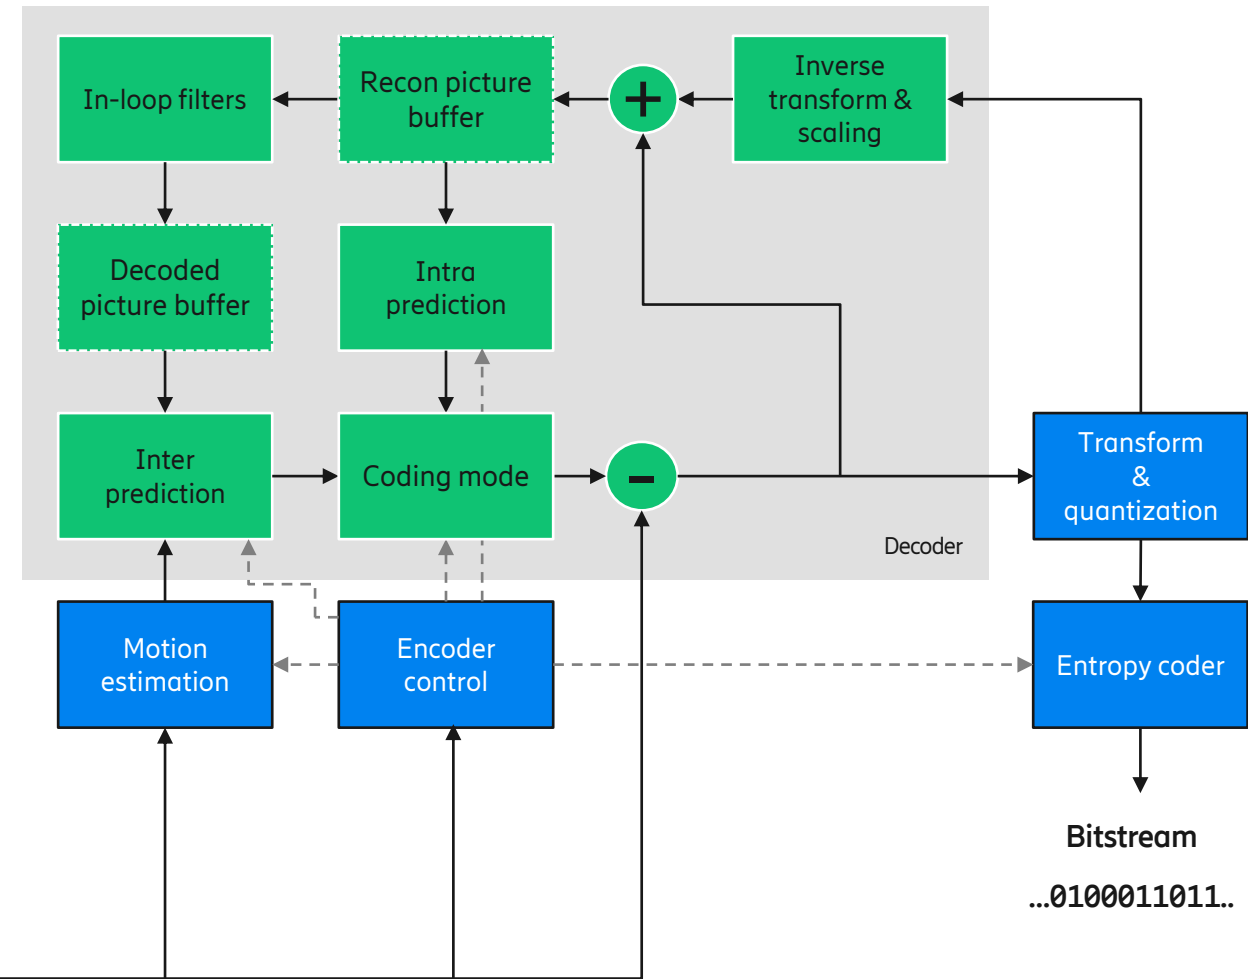 In-loop filters
Recon picture
buffer
+
Inverse
transform &
scaling
Decoded
picture buffer
Intra
prediction
Inter
prediction
Coding mode
-
Transform
&
quantization
Decoder
Motion
estimation
Encoder
control
Entropy coder
Bitstream
...0100011011..